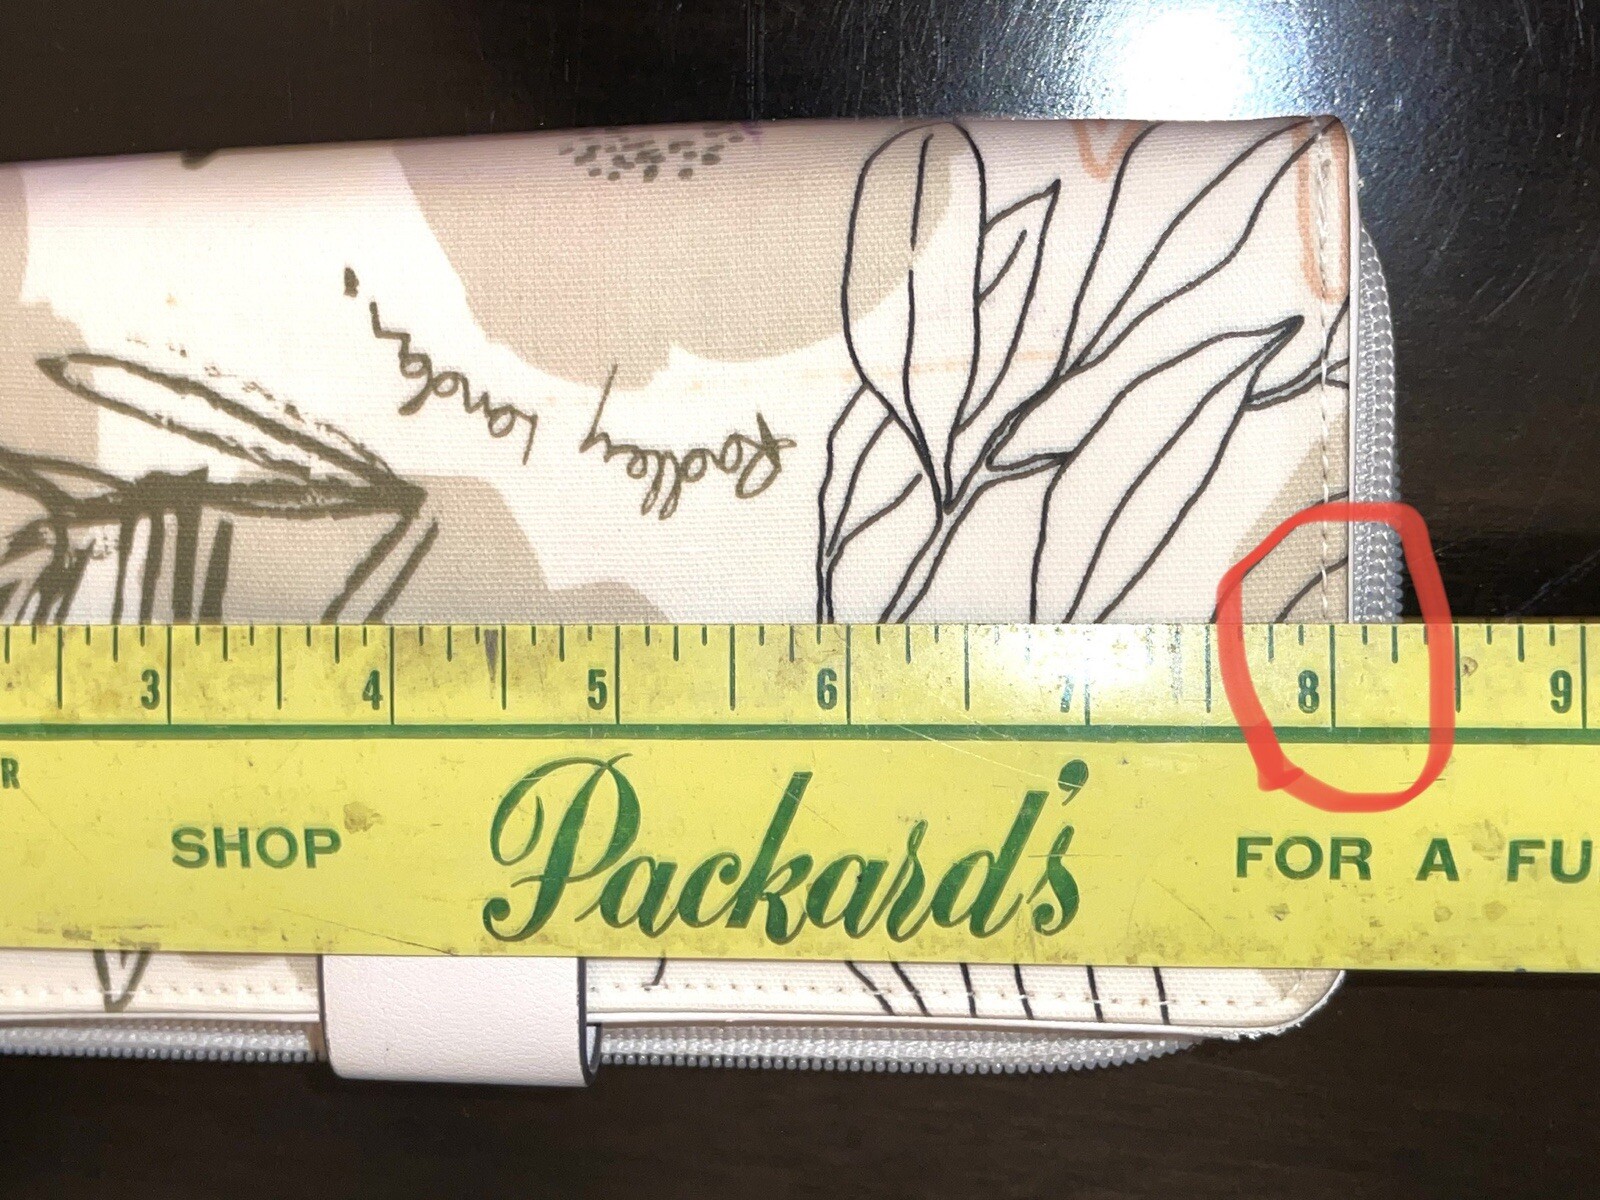 Radley London.
3 4 5 6 7 8 9
R
SHOP Packard's FOR A FU